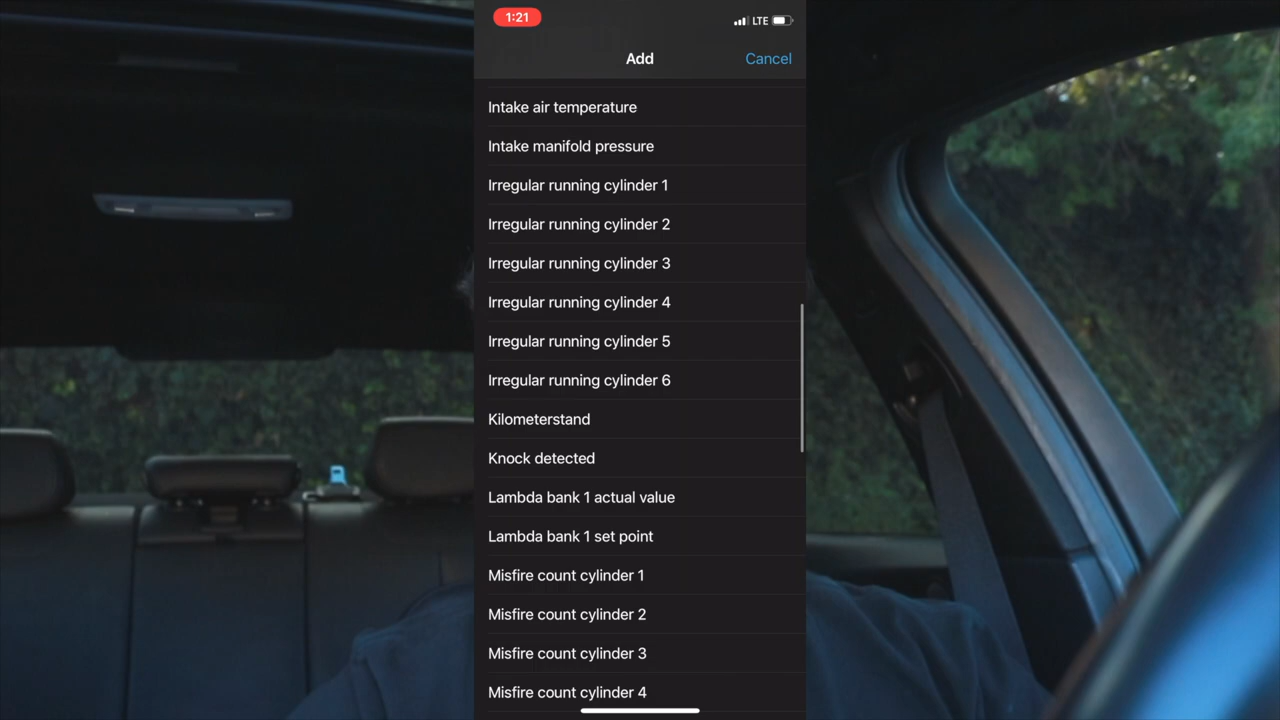 1:21
LTE
Add
Cancel
Intake air temperature
Intake manifold pressure
Irregular running cylinder 1
Irregular running cylinder 2
Irregular running cylinder 3
Irregular running cylinder 4
Irregular running cylinder 5
Irregular running cylinder 6
Kilometerstand
Knock detected
Lambda bank 1 actual value
Lambda bank 1 set point
Misfire count cylinder 1
Misfire count cylinder 2
Misfire count cylinder 3
Misfire count cylinder 4